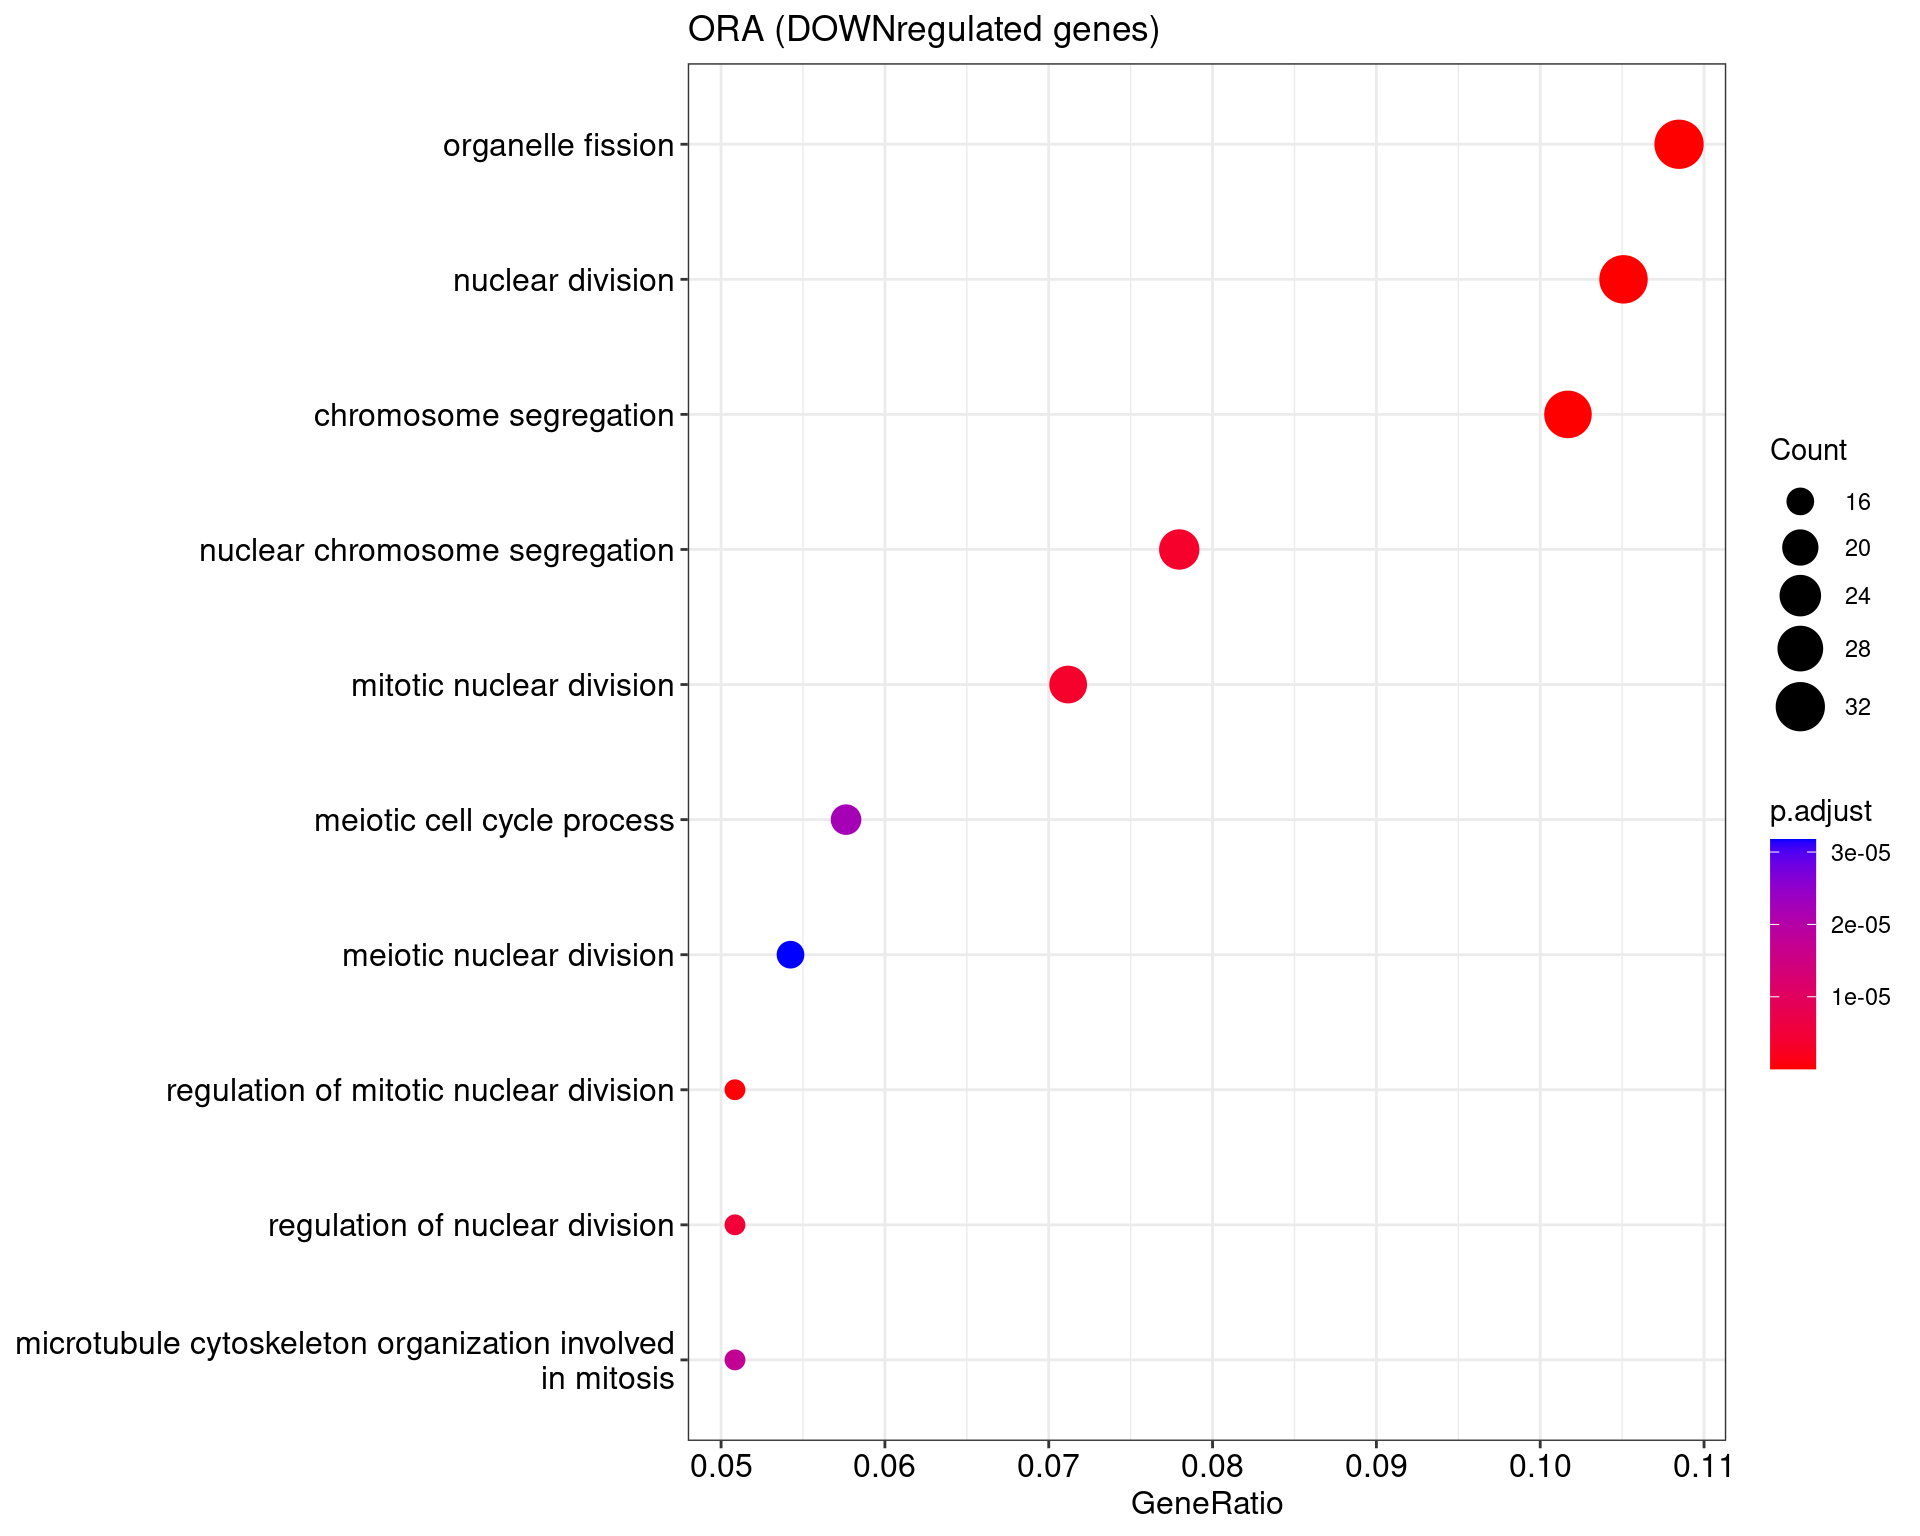 ORA (DOWNregulated genes)
organelle fission
nuclear division
chromosome segregation
nuclear chromosome segregation
mitotic nuclear division
meiotic cell cycle process
meiotic nuclear division
regulation of mitotic nuclear division
regulation of nuclear division
microtubule cytoskeleton organization involved
in mitosis
0.05 0.06 0.07 0.08 0.09 0.10 0.11
GeneRatio
Count
16
20
24
28
32
p.adjust
3e-05
2e-05
1e-05